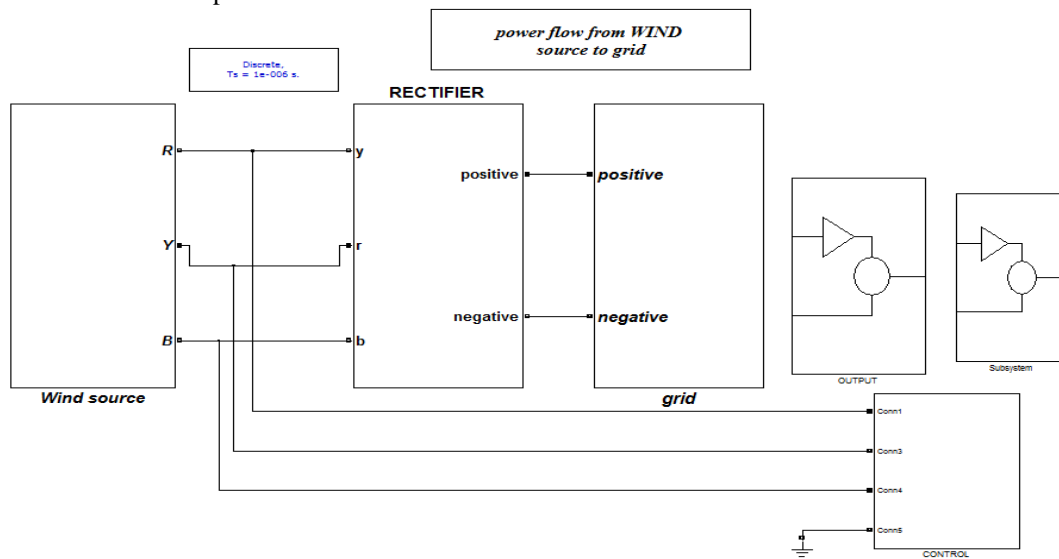 power flow from WIND
source to grid
Discrete,
Ts = 1e-006 s.
RECTIFIER
R
y
positive
positive
Y
r
negative
negative
B
b
OUTPUT
Subsystem
Wind source
grid
Conn1
Conn3
Conn4
Conn5
CONTROL